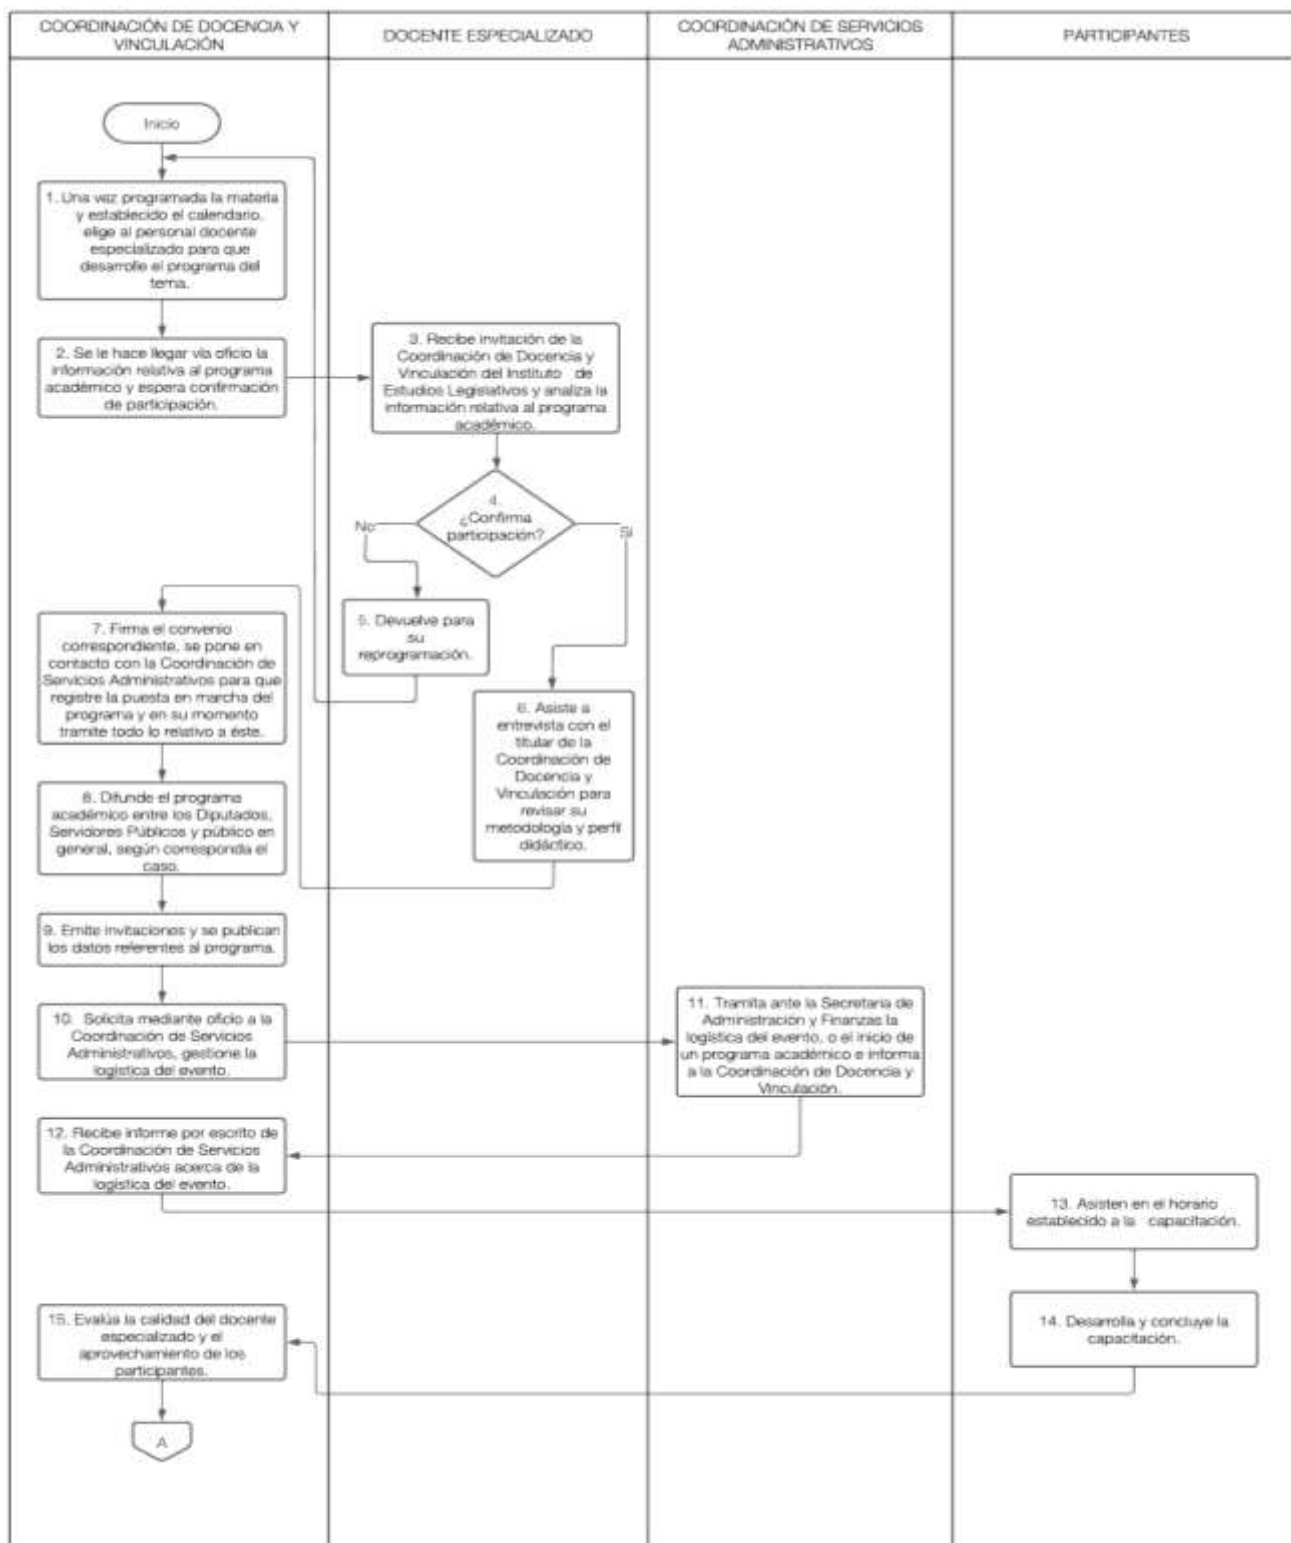 COORDINACIÓN DE DOCENCIA Y
VINCULACIÓN
DOCENTE ESPECIALIZADO
COORDINACIÓN DE SERVICIOS
ADMINISTRATIVOS
PARTICIPANTES
Inicio
1. Una vez programada la materia
y establecido el calendario,
elige al personal docente
especializado para que
desarrolle el programa del
tema.
2. Se le hace llegar vía oficio la
información relativa al programa
académico y espera confirmación
de participación.
3. Recibe invitación de la
Coordinación de Docencia y
Vinculación del Instituto de
Estudios Legislativos y analiza la
información relativa al programa
académico.
4.
¿Confirma
participación?
No
Sí
5. Devuelve para
su
reprogramación.
6. Asiste a
entrevista con el
titular de la
Coordinación de
Docencia y
Vinculación para
revisar su
metodología y perfil
didáctico.
7. Firma el convenio
correspondiente, se pone en
contacto con la Coordinación de
Servicios Administrativos para que
registre la puesta en marcha del
programa y en su momento
tramite todo lo relativo a éste.
8. Difunde el programa
académico entre los Diputados,
Servidores Públicos y público en
general, según corresponda el
caso.
9. Emite invitaciones y se publican
los datos referentes al programa.
10. Solicita mediante oficio a la
Coordinación de Servicios
Administrativos, gestione la
logística del evento.
11. Tramita ante la Secretaría de
Administración y Finanzas la
logística del evento, o el inicio de
un programa académico e informa
a la Coordinación de Docencia y
Vinculación.
12. Recibe informe por escrito de
la Coordinación de Servicios
Administrativos acerca de la
logística del evento.
13. Asisten en el horario
establecido a la capacitación.
14. Desarrolla y concluye la
capacitación.
15. Evalúa la calidad del docente
especializado y el
aprovechamiento de los
participantes.
A